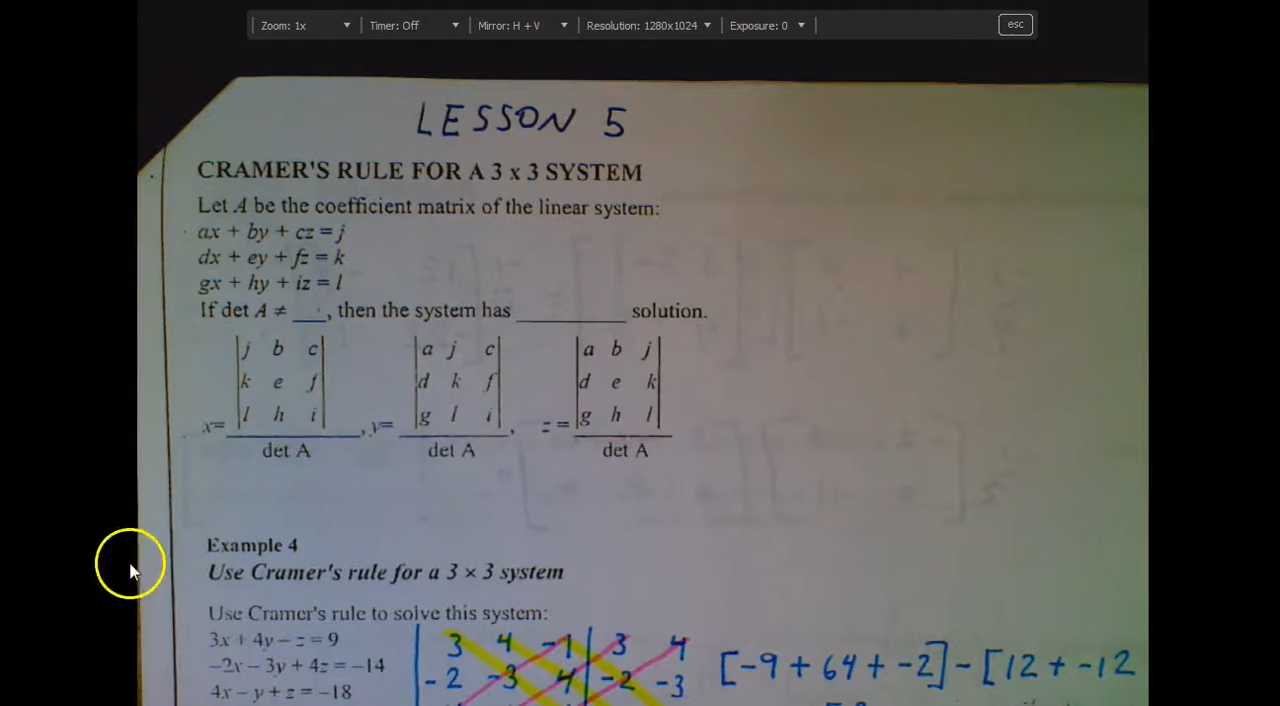 Zoom: 1x Timer: Off Mirror: H + V Resolution: 1280x1024 Exposure: 0 esc
LESSON 5
CRAMER'S RULE FOR A 3 x 3 SYSTEM
Let A be the coefficient matrix of the linear system:
ax + by + cz = j
dx + ey + fz = k
gx + hy + iz = l
If det A ≠ ___, then the system has ___ solution.
j b c a j c a b j
k e f d k f d e k
x= l h i , y= g l i , z= g h l
det A det A det A
Example 4
Use Cramer's rule for a 3 × 3 system
Use Cramer's rule to solve this system:
3x + 4y – z = 9 3 4 -1 3 4
-2x – 3y + 4z = -14 -2 -3 4 -2 -3 [-9 + 64 + -2] - [12 + -12
4x – y + z = -18